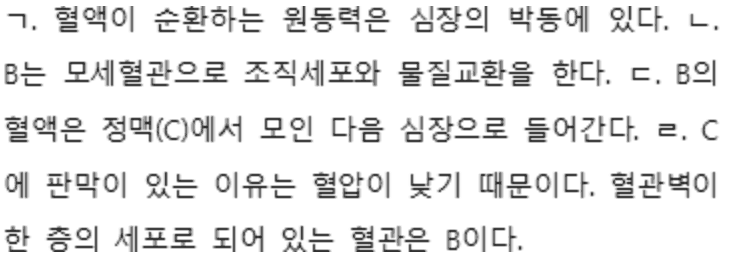 ㄱ. 혈액이 순환하는 원동력은 심장의 박동에 있다. ㄴ.
B는 모세혈관으로 조직세포와 물질교환을 한다. ㄷ. B의
혈액은 정맥(C)에서 모인 다음 심장으로 들어간다. ㄹ. C
에 판막이 있는 이유는 혈압이 낮기 때문이다. 혈관벽이
한 층의 세포로 되어 있는 혈관은 B이다.